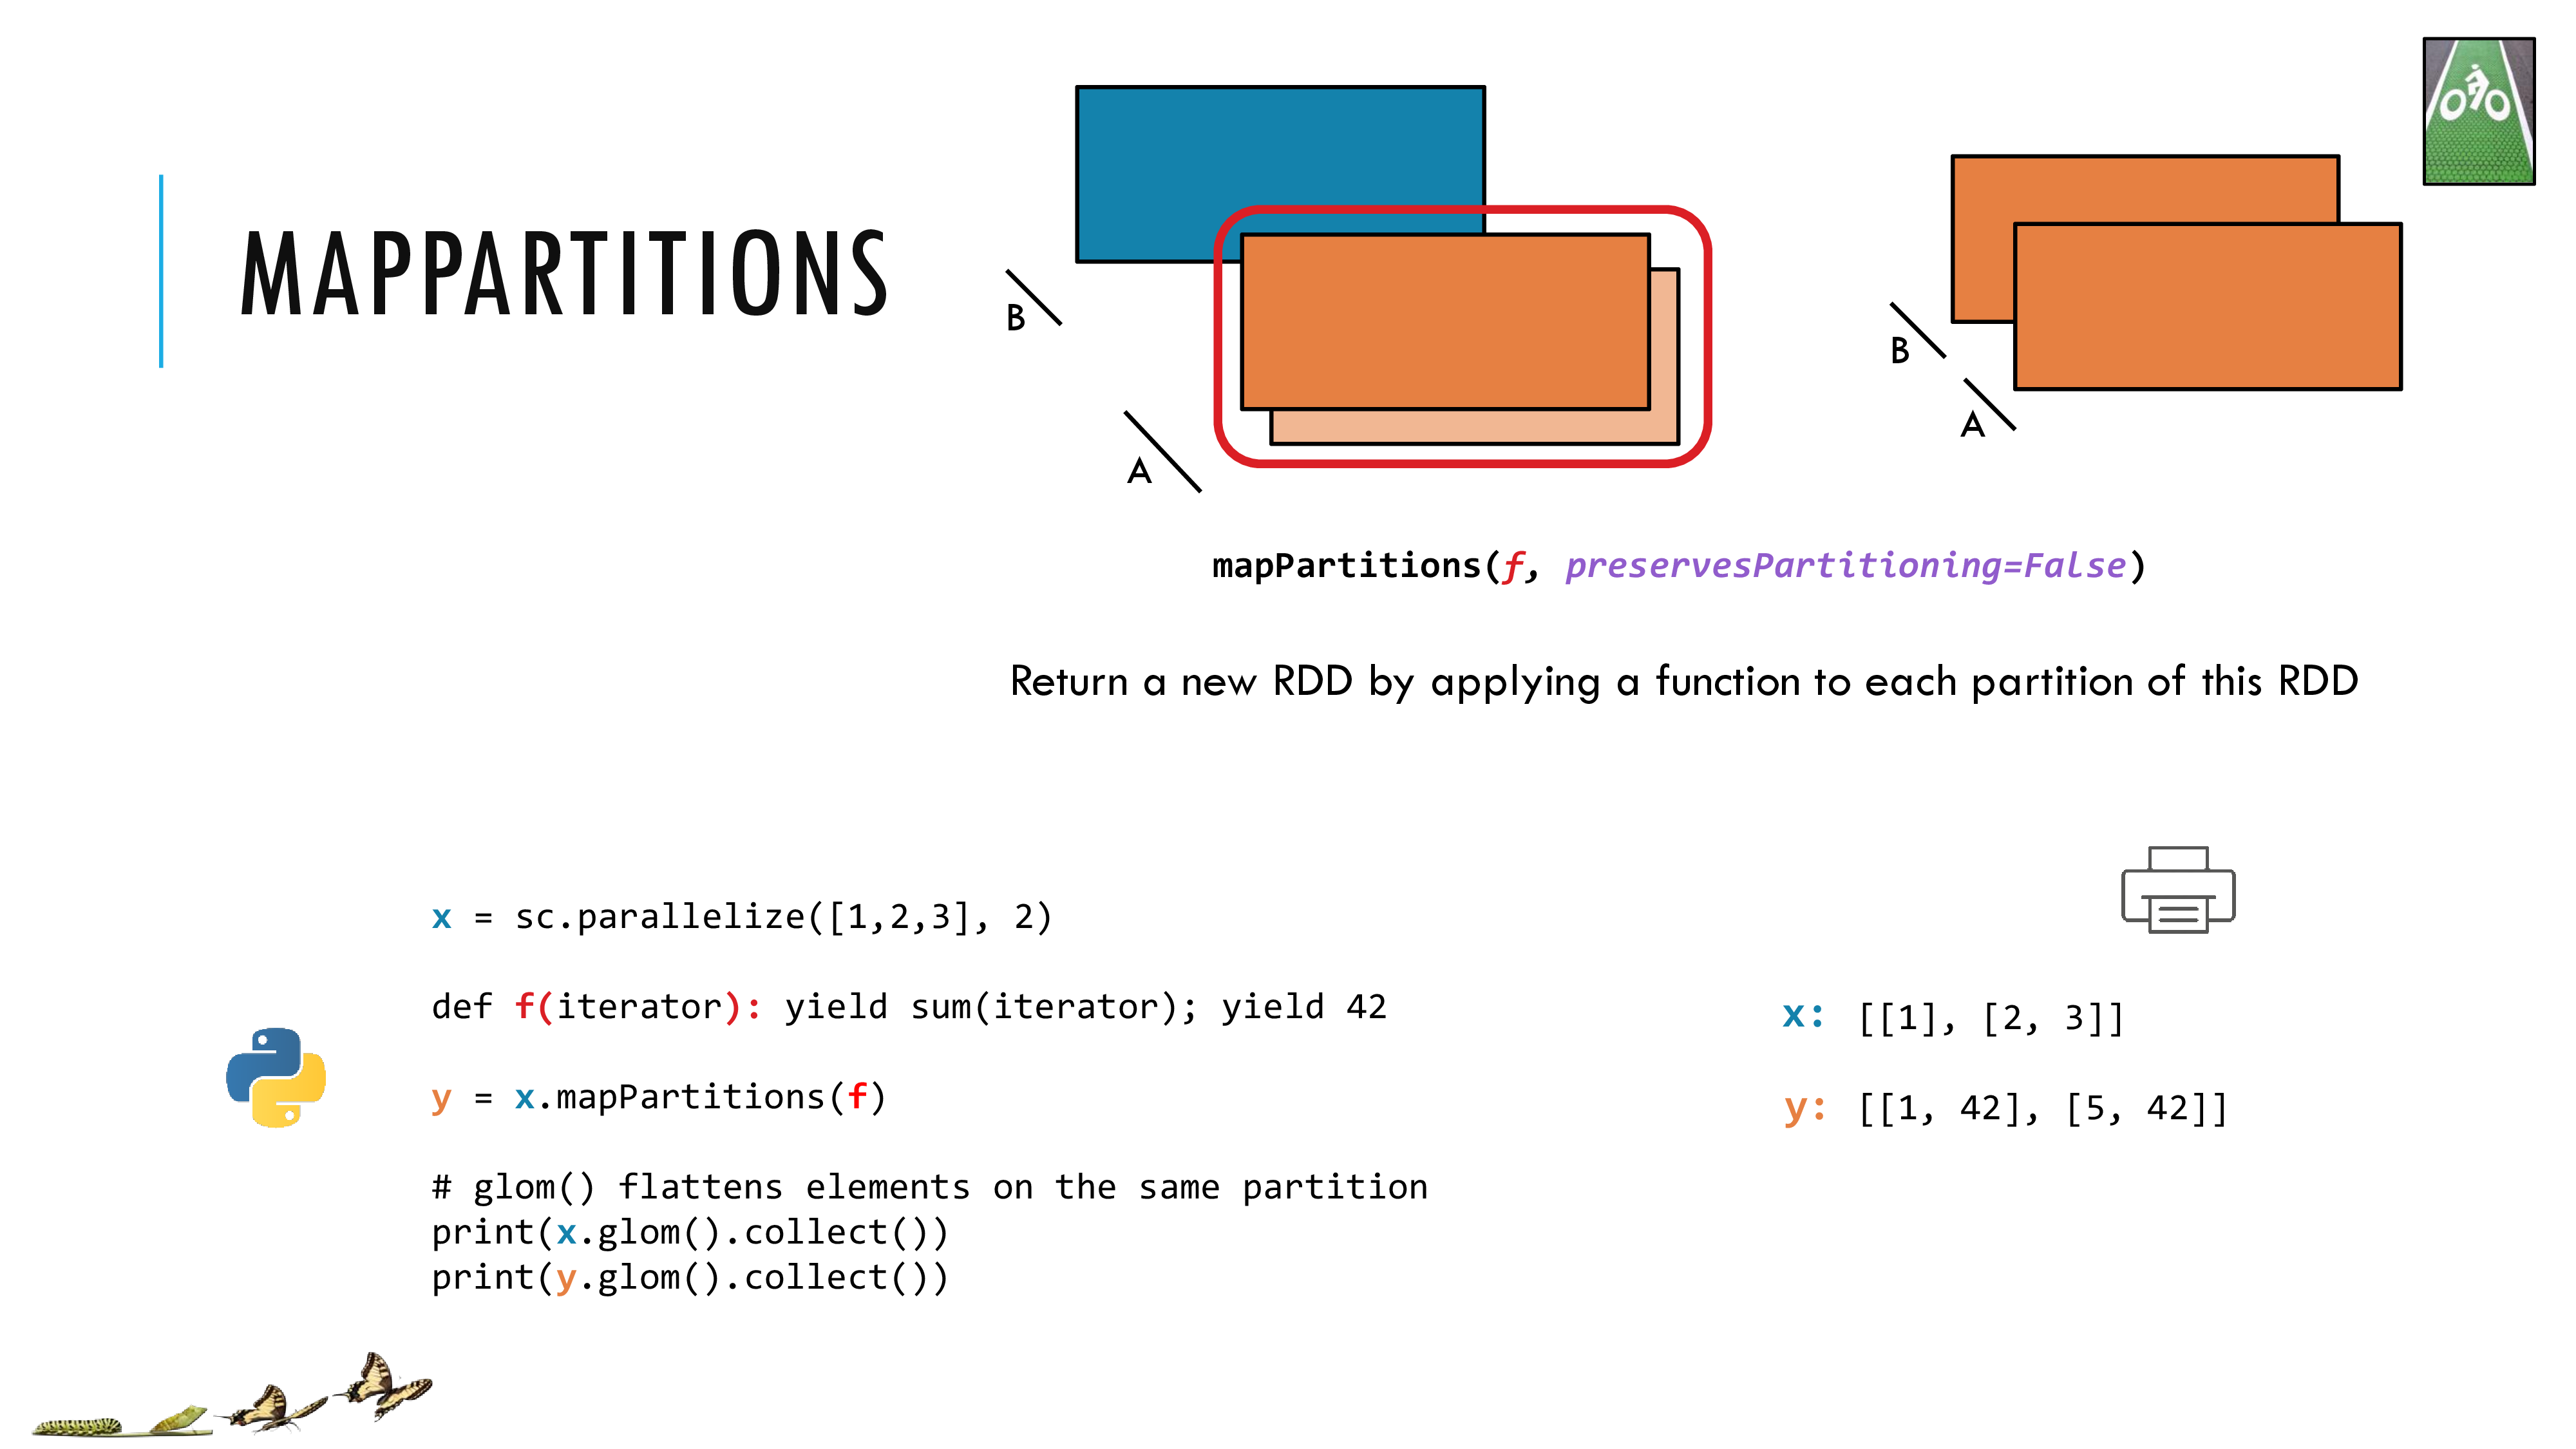 MAPPARTITIONS
B
A
B
A
mapPartitions(f, preservesPartitioning=False)
Return a new RDD by applying a function to each partition of this RDD
x = sc.parallelize([1,2,3], 2)
def f(iterator): yield sum(iterator); yield 42
y = x.mapPartitions(f)
# glom() flattens elements on the same partition
print(x.glom().collect())
print(y.glom().collect())
x: [[1], [2, 3]]
y: [[1, 42], [5, 42]]